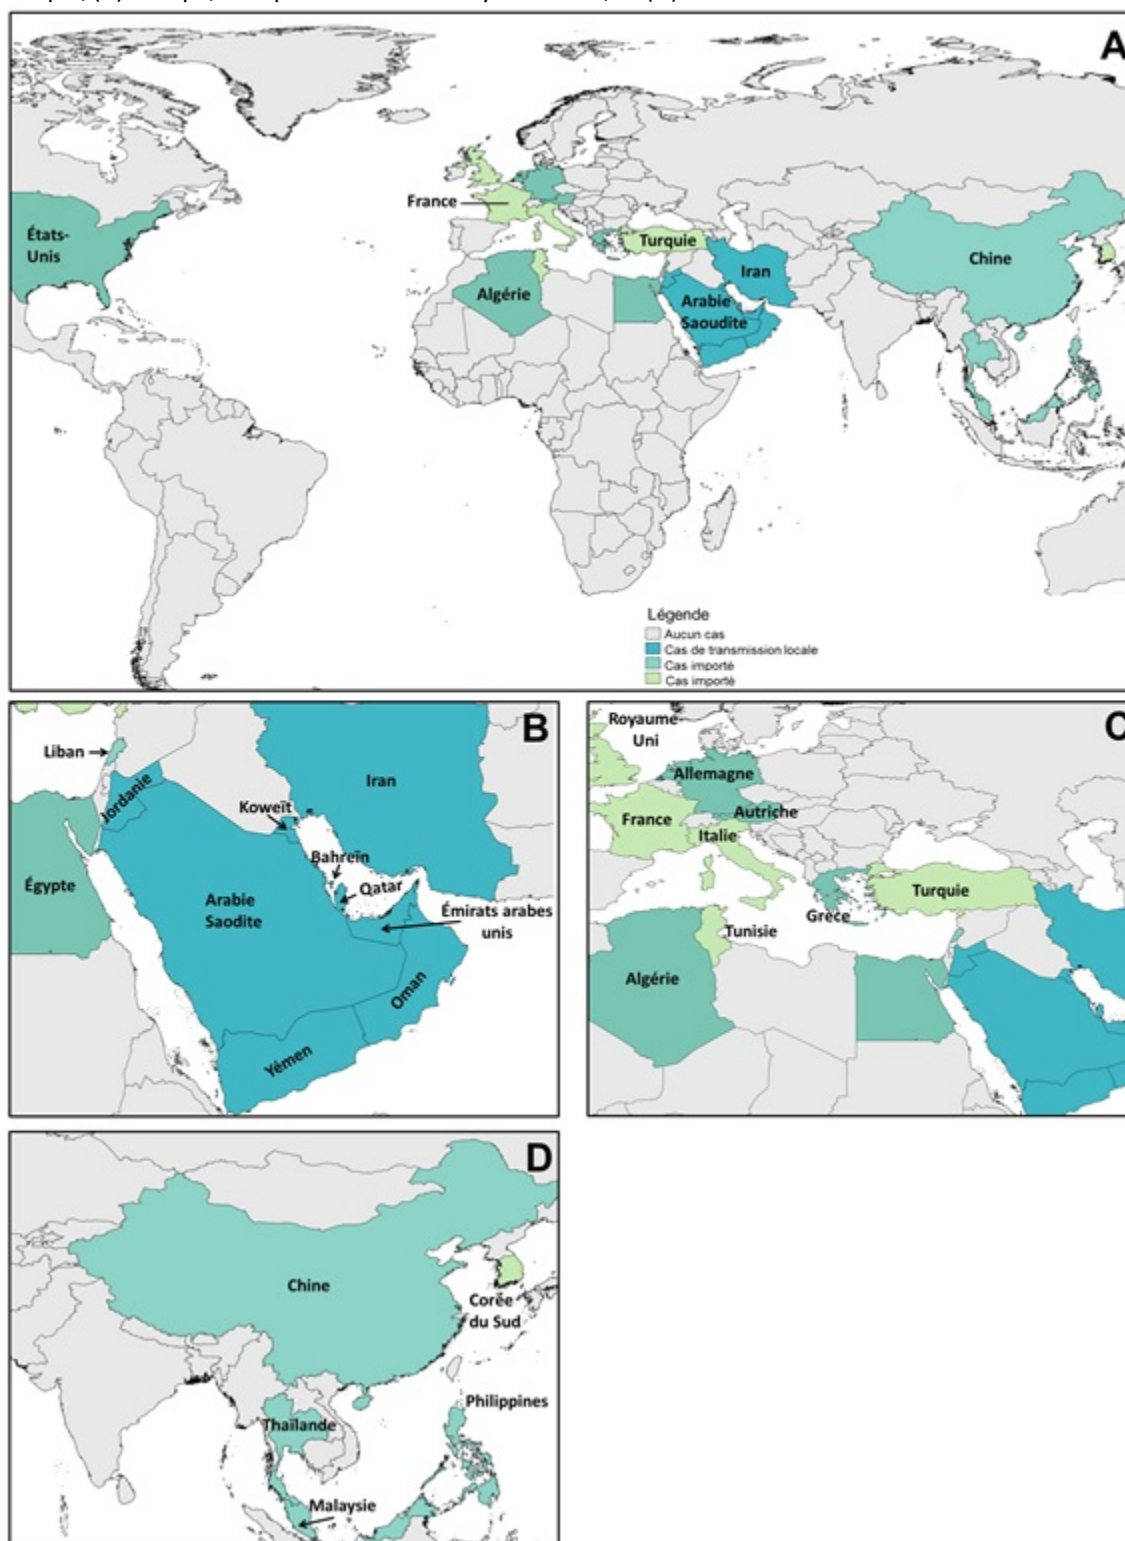 A
France
Turquie
États-
Unis
Iran
Chine
Algérie
Arabie
Saoudite
Légende
Aucun cas
Cas de transmission locale
Cas importé
Cas importé
B
Liban
Jordanie
Iran
Koweït
Bahreïn
Égypte
Qatar
Arabie
Saodite
Émirats arabes
unis
Oman
Yémen
C
Royaume-
Uni
Allemagne
Autriche
France
Italie
Turquie
Grèce
Tunisie
Algérie
D
Chine
Corée
du Sud
Philippines
Thaïlande
Malaysie